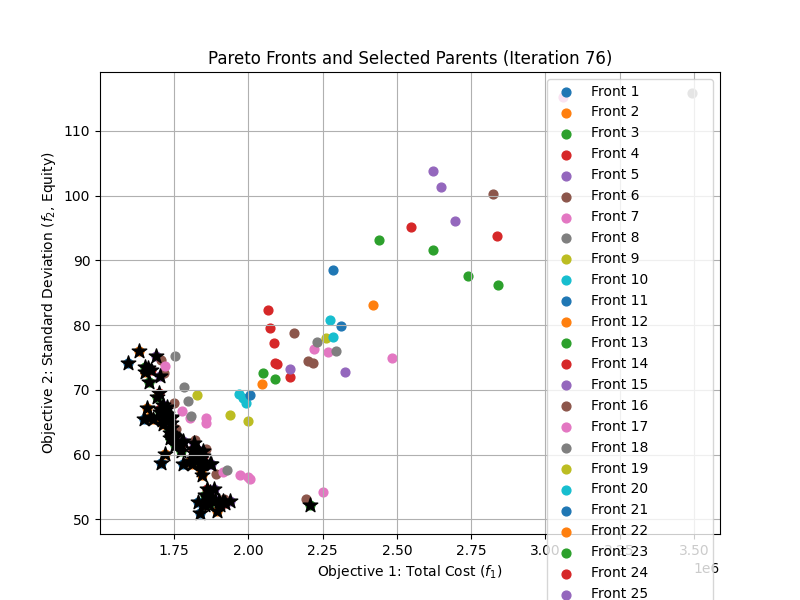 Pareto Fronts and Selected Parents (Iteration 76)
Objective 2: Standard Deviation (f₂, Equity)
110
100
90
80
70
60
50
1.75
2.00
2.25
2.50
2.75
3.00
3.25
3.50
1e6
Objective 1: Total Cost (f₁)
Front 1
Front 2
Front 3
Front 4
Front 5
Front 6
Front 7
Front 8
Front 9
Front 10
Front 11
Front 12
Front 13
Front 14
Front 15
Front 16
Front 17
Front 18
Front 19
Front 20
Front 21
Front 22
Front 23
Front 24
Front 25